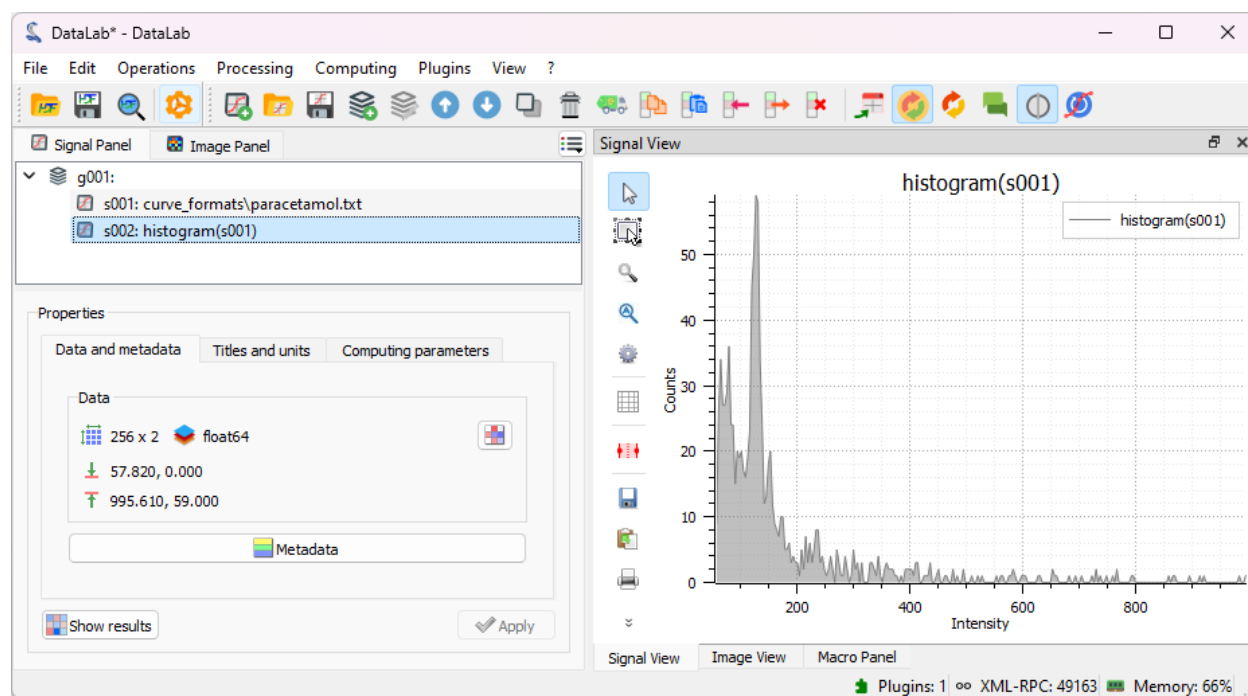 DataLab* - DataLab
File Edit Operations Processing Computing Plugins View ?
Signal Panel Image Panel
g001:
s001: curve_formats\paracetamol.txt
s002: histogram(s001)
Properties
Data and metadata Titles and units Computing parameters
Data
256 x 2 float64
57.820, 0.000
995.610, 59.000
Metadata
Show results Apply
Signal View
histogram(s001)
histogram(s001)
50
40
30
20
10
0
Counts
200 400 600 800
Intensity
Signal View Image View Macro Panel
Plugins: 1 XML-RPC: 49163 Memory: 66%